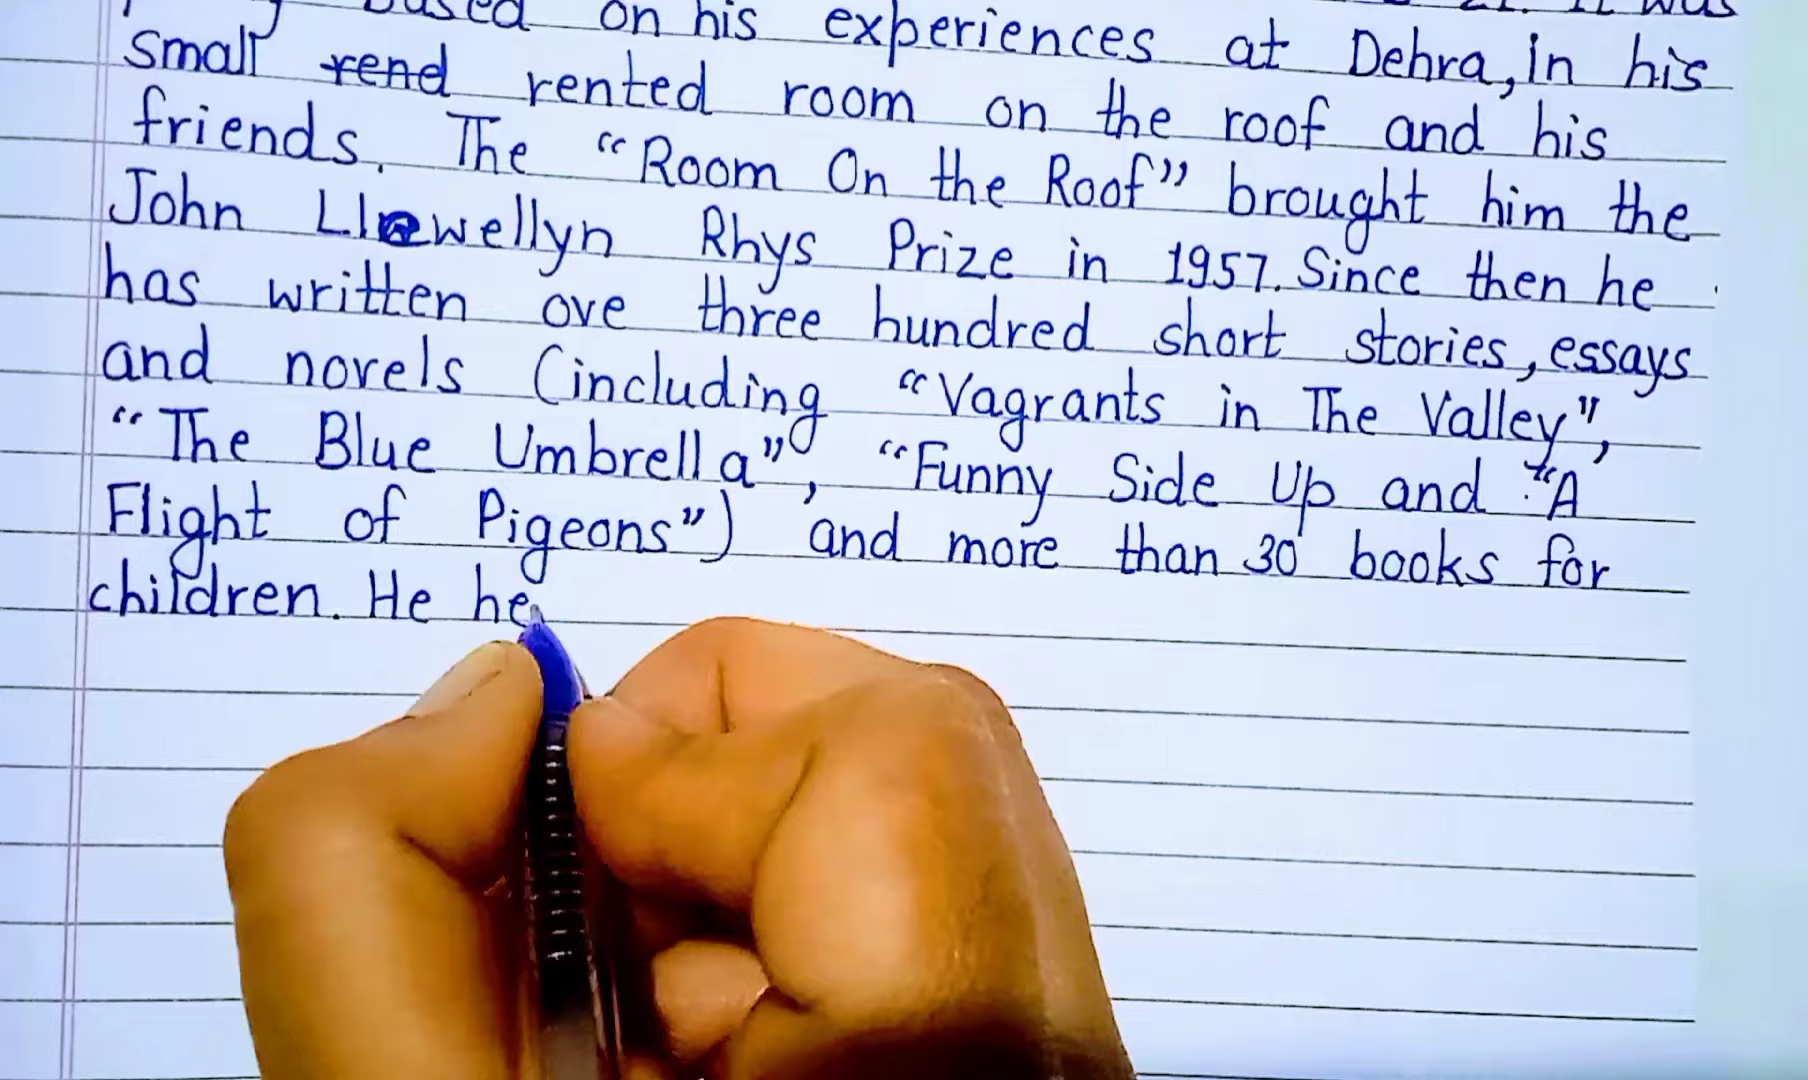 based on his experiences at Dehra, in his
small rend rented room on the roof and his
friends. The “Room On the Roof” brought him the
John Llewellyn Rhys Prize in 1957. Since then he
has written ove three hundred short stories, essays
and novels (including “Vagrants in The Valley”,
“The Blue Umbrella”, “Funny Side Up and “A
Flight of Pigeons”) and more than 30 books for
children. He he